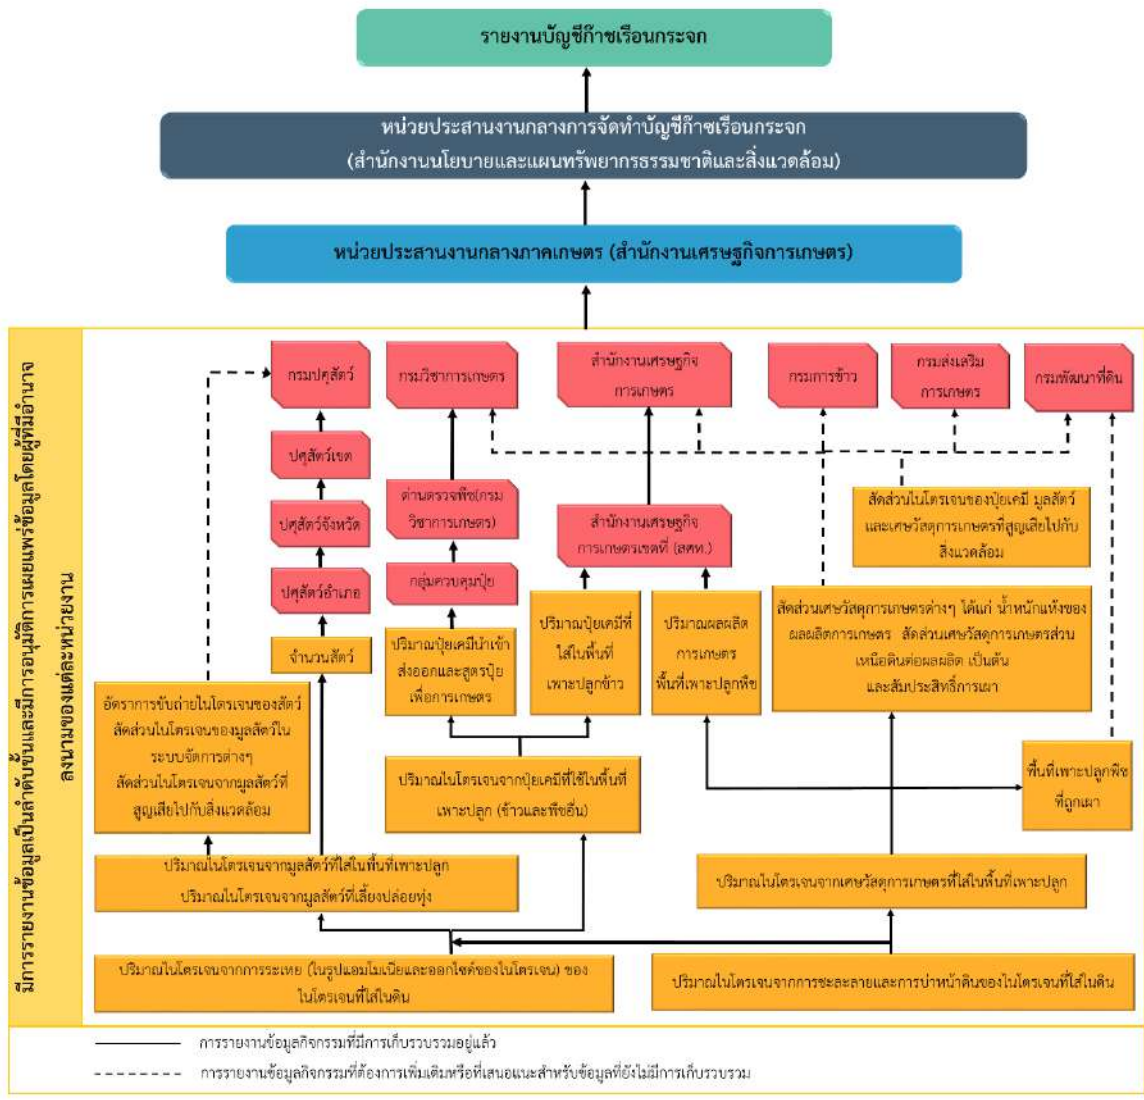 รายงานบัญชีก๊าซเรือนกระจก
หน่วยประสานงานกลางการจัดทำบัญชีก๊าซเรือนกระจก
(สำนักงานนโยบายและแผนทรัพยากรธรรมชาติและสิ่งแวดล้อม)
หน่วยประสานงานกลางภาคเกษตร (สำนักงานเศรษฐกิจการเกษตร)
มีการรายงานข้อมูลเป็นลำดับขั้นและมีการอนุมัติการเผยแพร่ข้อมูลโดยผู้ที่มีอำนาจ
ลงนามของแต่ละหน่วยงาน
กรมปศุสัตว์
กรมวิชาการเกษตร
สำนักงานเศรษฐกิจ
การเกษตร
กรมการข้าว
กรมส่งเสริม
การเกษตร
กรมพัฒนาที่ดิน
ปศุสัตว์เขต
ปศุสัตว์จังหวัด
ปศุสัตว์อำเภอ
จำนวนสัตว์
ด่านตรวจพืช(กรม
วิชาการเกษตร)
กลุ่มควบคุมปุ๋ย
ปริมาณปุ๋ยเคมีนำเข้า
ส่งออกและสูตรปุ๋ย
เพื่อการเกษตร
สำนักงานเศรษฐกิจ
การเกษตรเขตที่ (สศท.)
ปริมาณปุ๋ยเคมีที่
ใส่ในพื้นที่
เพาะปลูกข้าว
ปริมาณผลผลิต
การเกษตร
พื้นที่เพาะปลูกพืช
สัดส่วนไนโตรเจนของปุ๋ยเคมี มูลสัตว์
และเศษวัสดุการเกษตรที่สูญเสียไปกับ
สิ่งแวดล้อม
สัดส่วนเศษวัสดุการเกษตรต่างๆ ได้แก่ น้ำหนักแห้งของ
ผลผลิตการเกษตร สัดส่วนเศษวัสดุการเกษตรส่วน
เหนือดินต่อผลผลิต เป็นต้น
และสัมประสิทธิ์การเผา
อัตราการขับถ่ายไนโตรเจนของสัตว์
สัดส่วนไนโตรเจนของมูลสัตว์ใน
ระบบจัดการต่างๆ
สัดส่วนไนโตรเจนจากมูลสัตว์ที่
สูญเสียไปกับสิ่งแวดล้อม
ปริมาณไนโตรเจนจากปุ๋ยเคมีที่ใช้ในพื้นที่
เพาะปลูก (ข้าวและพืชอื่น)
พื้นที่เพาะปลูกพืช
ที่ถูกเผา
ปริมาณไนโตรเจนจากมูลสัตว์ที่ใส่ในพื้นที่เพาะปลูก
ปริมาณไนโตรเจนจากมูลสัตว์ที่เลี้ยงปล่อยทุ่ง
ปริมาณไนโตรเจนจากเศษวัสดุการเกษตรที่ใส่ในพื้นที่เพาะปลูก
ปริมาณไนโตรเจนจากการระเหย (ในรูปแอมโมเนียและออกไซด์ของไนโตรเจน) ของ
ไนโตรเจนที่ใส่ในดิน
ปริมาณไนโตรเจนจากการชะละลายและการบ่าหน้าดินของไนโตรเจนที่ใส่ในดิน
การรายงานข้อมูลกิจกรรมที่มีการเก็บรวบรวมอยู่แล้ว
การรายงานข้อมูลกิจกรรมที่ต้องการเพิ่มเติมหรือที่เสนอแนะสำหรับข้อมูลที่ยังไม่มีการเก็บรวบรวม